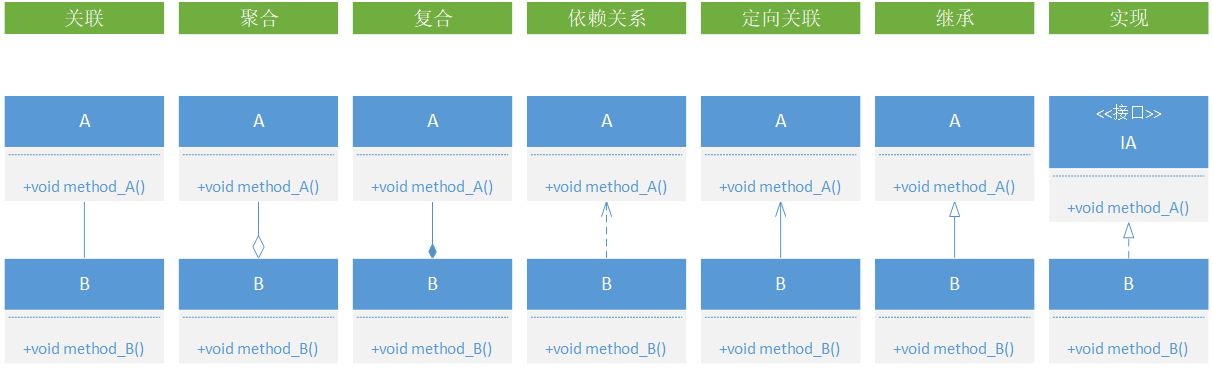 关联 聚合 复合 依赖关系 定向关联 继承 实现
A A A A A A <<接口>>
IA
+void method_A() +void method_A() +void method_A() +void method_A() +void method_A() +void method_A() +void method_A()
B B B B B B B
+void method_B() +void method_B() +void method_B() +void method_B() +void method_B() +void method_B() +void method_B()